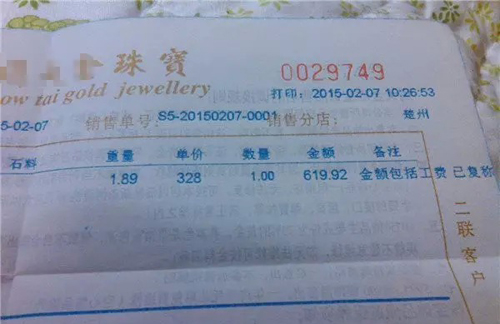 珠寶
ow tai gold jewellery
0029749
打印：2015-02-07 10:26:53
5-02-07 销售单号：S5-20150207-0001 销售分店： 楚州
石料 重量 单价 数量 金额 备注
1.89 328 1.00 619.92 金额包括工费 已复称
二联客户